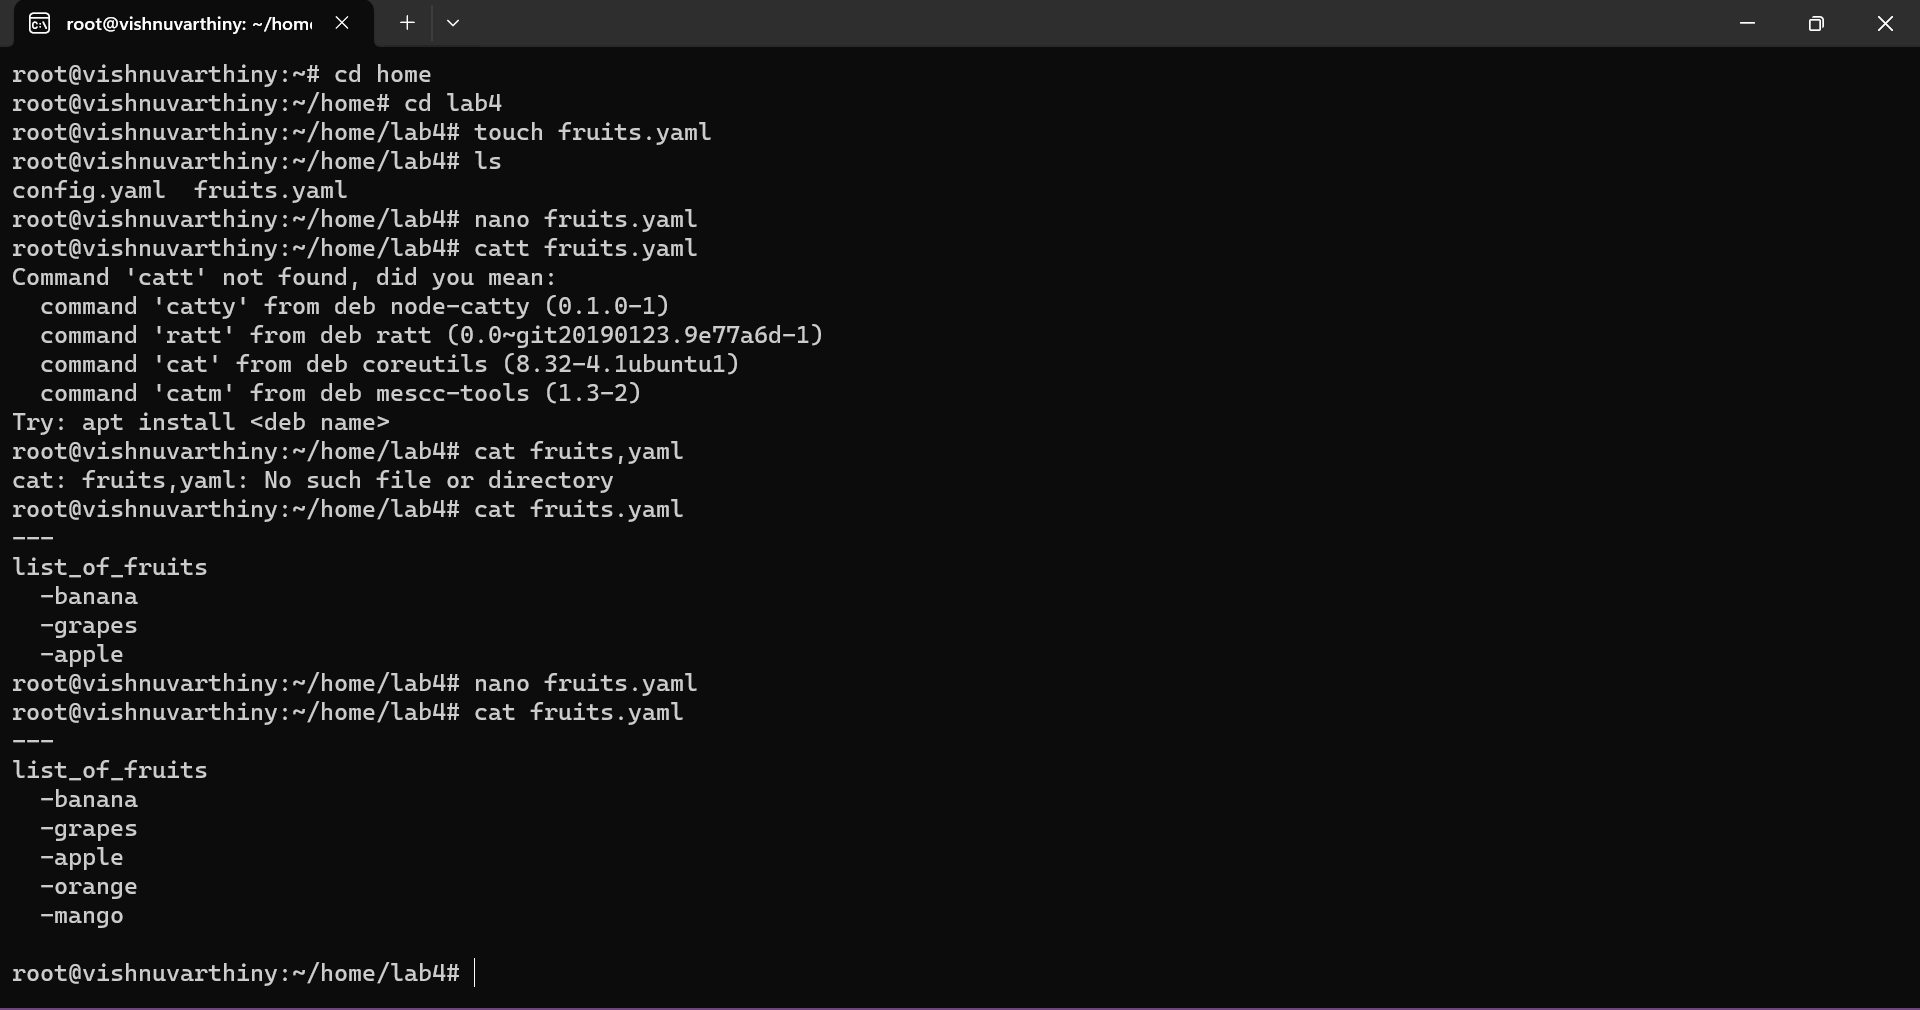 root@vishnuvarthiny: ~/hom
root@vishnuvarthiny:~# cd home
root@vishnuvarthiny:~/home# cd lab4
root@vishnuvarthiny:~/home/lab4# touch fruits.yaml
root@vishnuvarthiny:~/home/lab4# ls
config.yaml  fruits.yaml
root@vishnuvarthiny:~/home/lab4# nano fruits.yaml
root@vishnuvarthiny:~/home/lab4# catt fruits.yaml
Command 'catt' not found, did you mean:
  command 'catty' from deb node-catty (0.1.0-1)
  command 'ratt' from deb ratt (0.0~git20190123.9e77a6d-1)
  command 'cat' from deb coreutils (8.32-4.1ubuntu1)
  command 'catm' from deb mescc-tools (1.3-2)
Try: apt install <deb name>
root@vishnuvarthiny:~/home/lab4# cat fruits,yaml
cat: fruits,yaml: No such file or directory
root@vishnuvarthiny:~/home/lab4# cat fruits.yaml
---
list_of_fruits
  -banana
  -grapes
  -apple
root@vishnuvarthiny:~/home/lab4# nano fruits.yaml
root@vishnuvarthiny:~/home/lab4# cat fruits.yaml
---
list_of_fruits
  -banana
  -grapes
  -apple
  -orange
  -mango
root@vishnuvarthiny:~/home/lab4#